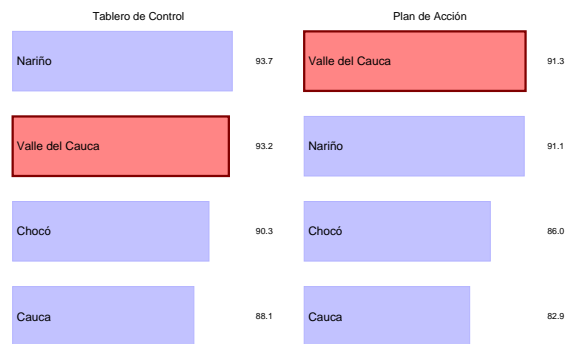 Tablero de Control
Nariño 93.7
Valle del Cauca 93.2
Chocó 90.3
Cauca 88.1
Plan de Acción
Valle del Cauca 91.3
Nariño 91.1
Chocó 86.0
Cauca 82.9